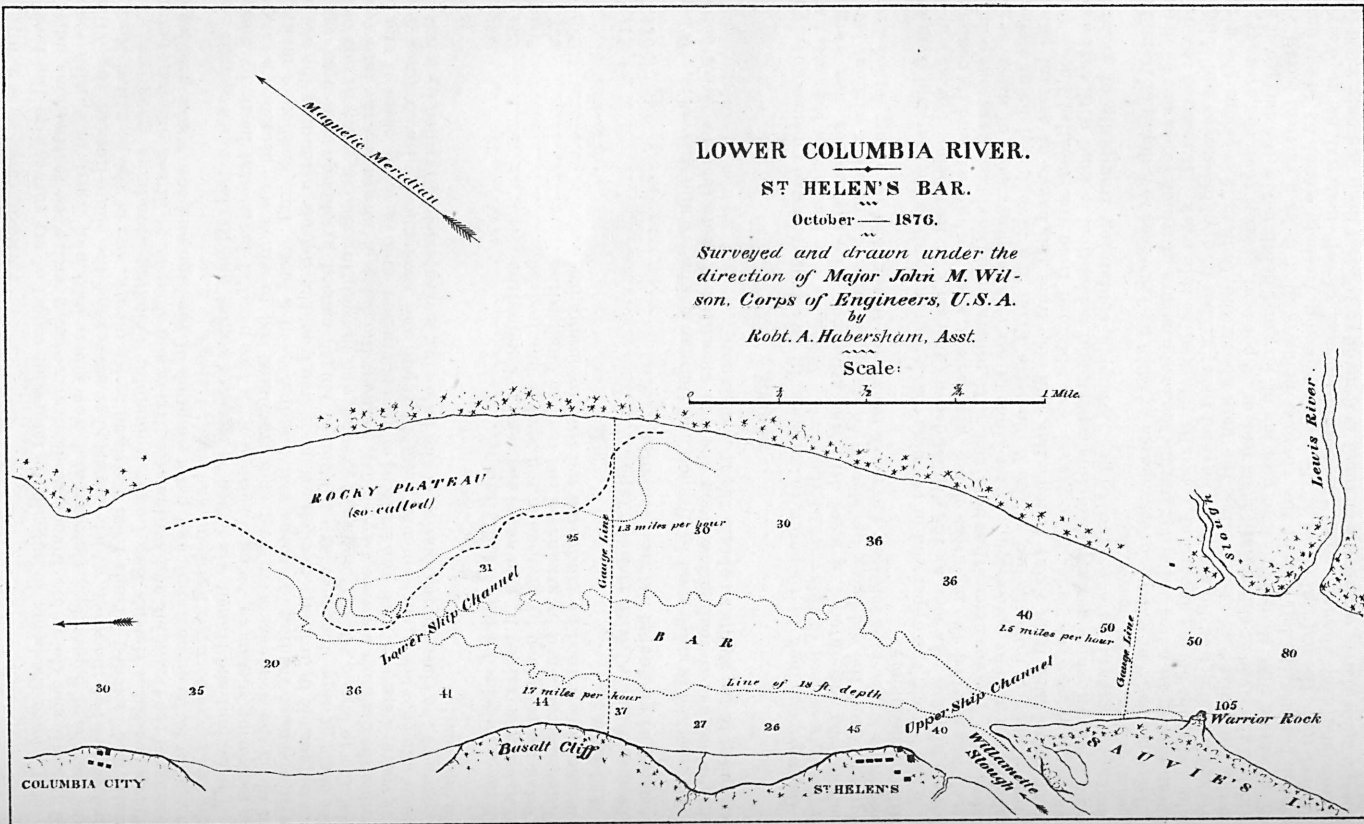 LOWER COLUMBIA RIVER.
ST HELEN'S BAR.
October — 1876.
Surveyed and drawn under the
direction of Major John M. Wil-
son, Corps of Engineers, U.S.A.
by
Robt. A. Habersham, Asst.
Scale:
0 ¼ ½ ¾ 1 Mile.
Magnetic Meridian
Lewis River.
Slough
ROCKY PLATEAU
(so-called)
Gauge Line
1.3 miles per hour
25
30
30
36
31
36
Lower Ship Channel
BAR
40
50
1.5 miles per hour
Gauge Line
50
80
20
30
25
36
41
1.7 miles per hour
44
37
Line of 18 ft. depth
Upper Ship Channel
27
26
45
40
105
Warrior Rock
Basalt Cliff
Willamette
Slough
SAUVIE'S I.
COLUMBIA CITY
ST HELEN'S